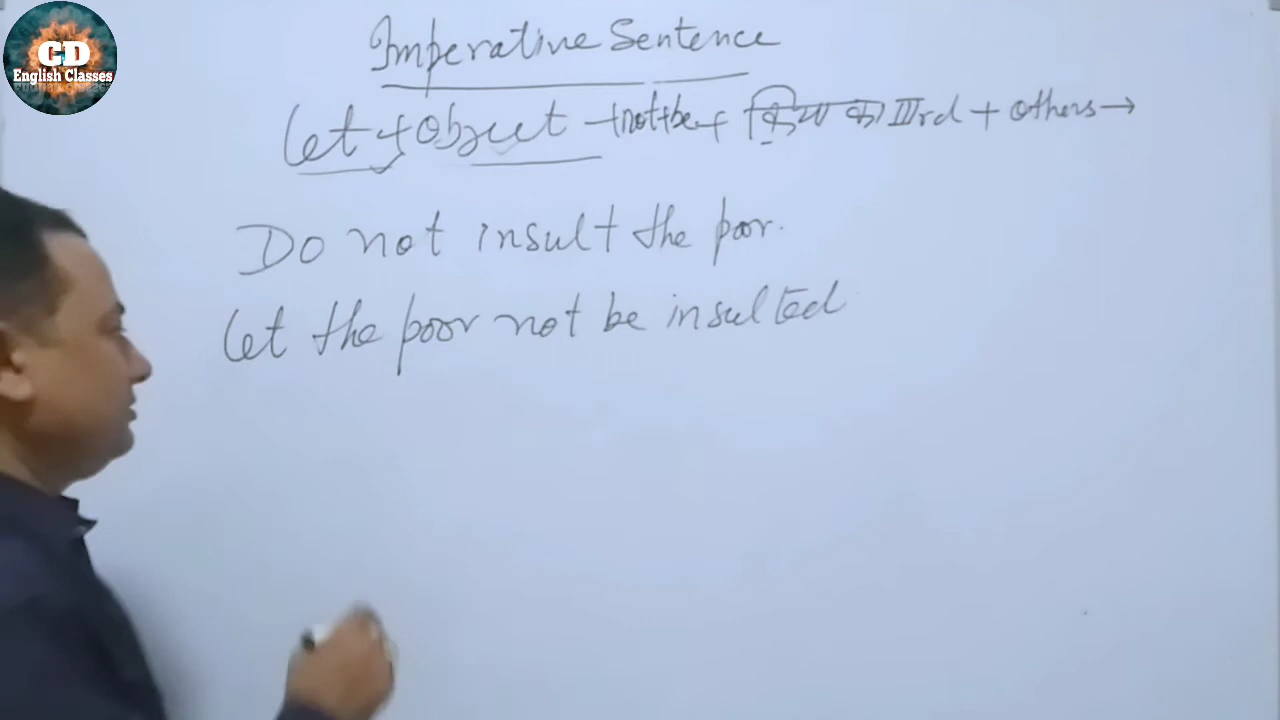 CD
English Classes
Imperative Sentence
Let + Object + not + be + क्रिया का IIIrd + Others →
Do not insult the poor.
Let the poor not be insulted